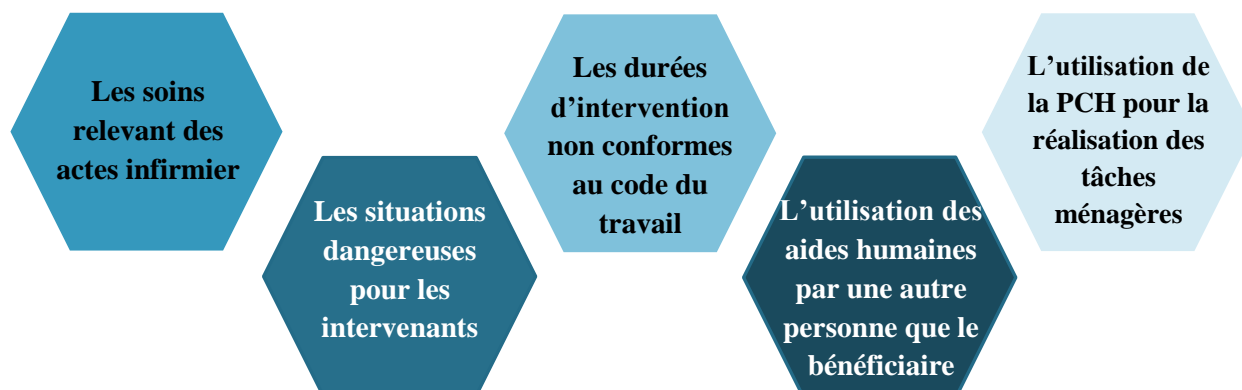 Les soins
relevant des
actes infirmier
Les situations
dangereuses
pour les
intervenants
Les durées
d’intervention
non conformes
au code du
travail
L’utilisation des
aides humaines
par une autre
personne que le
bénéficiaire
L’utilisation de
la PCH pour la
réalisation des
tâches
ménagères